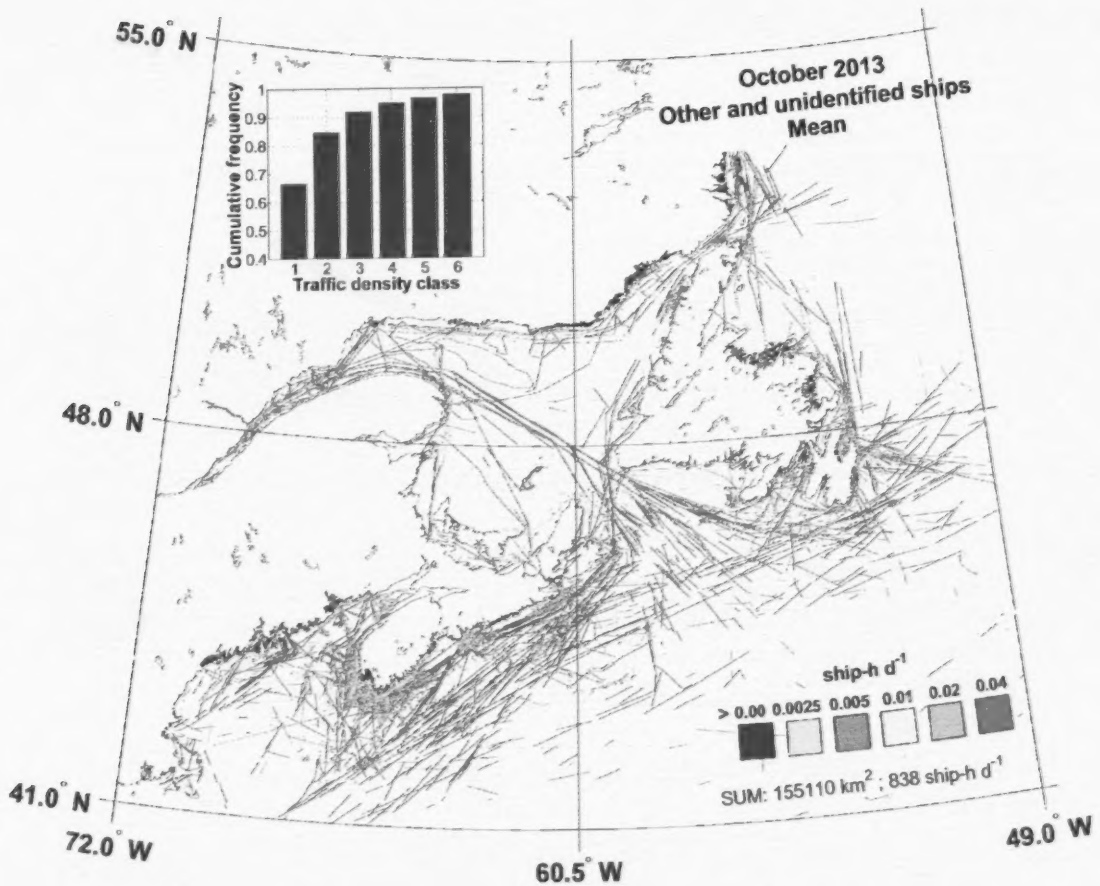 55.0° N
October 2013
Other and unidentified ships
Mean
Cumulative frequency
1
0.9
0.8
0.7
0.6
0.5
0.4
1 2 3 4 5 6
Traffic density class
48.0° N
ship-h d⁻¹
> 0.00 0.0025 0.005 0.01 0.02 0.04
SUM: 155110 km² ; 838 ship-h d⁻¹
41.0° N
72.0° W
60.5° W
49.0° W